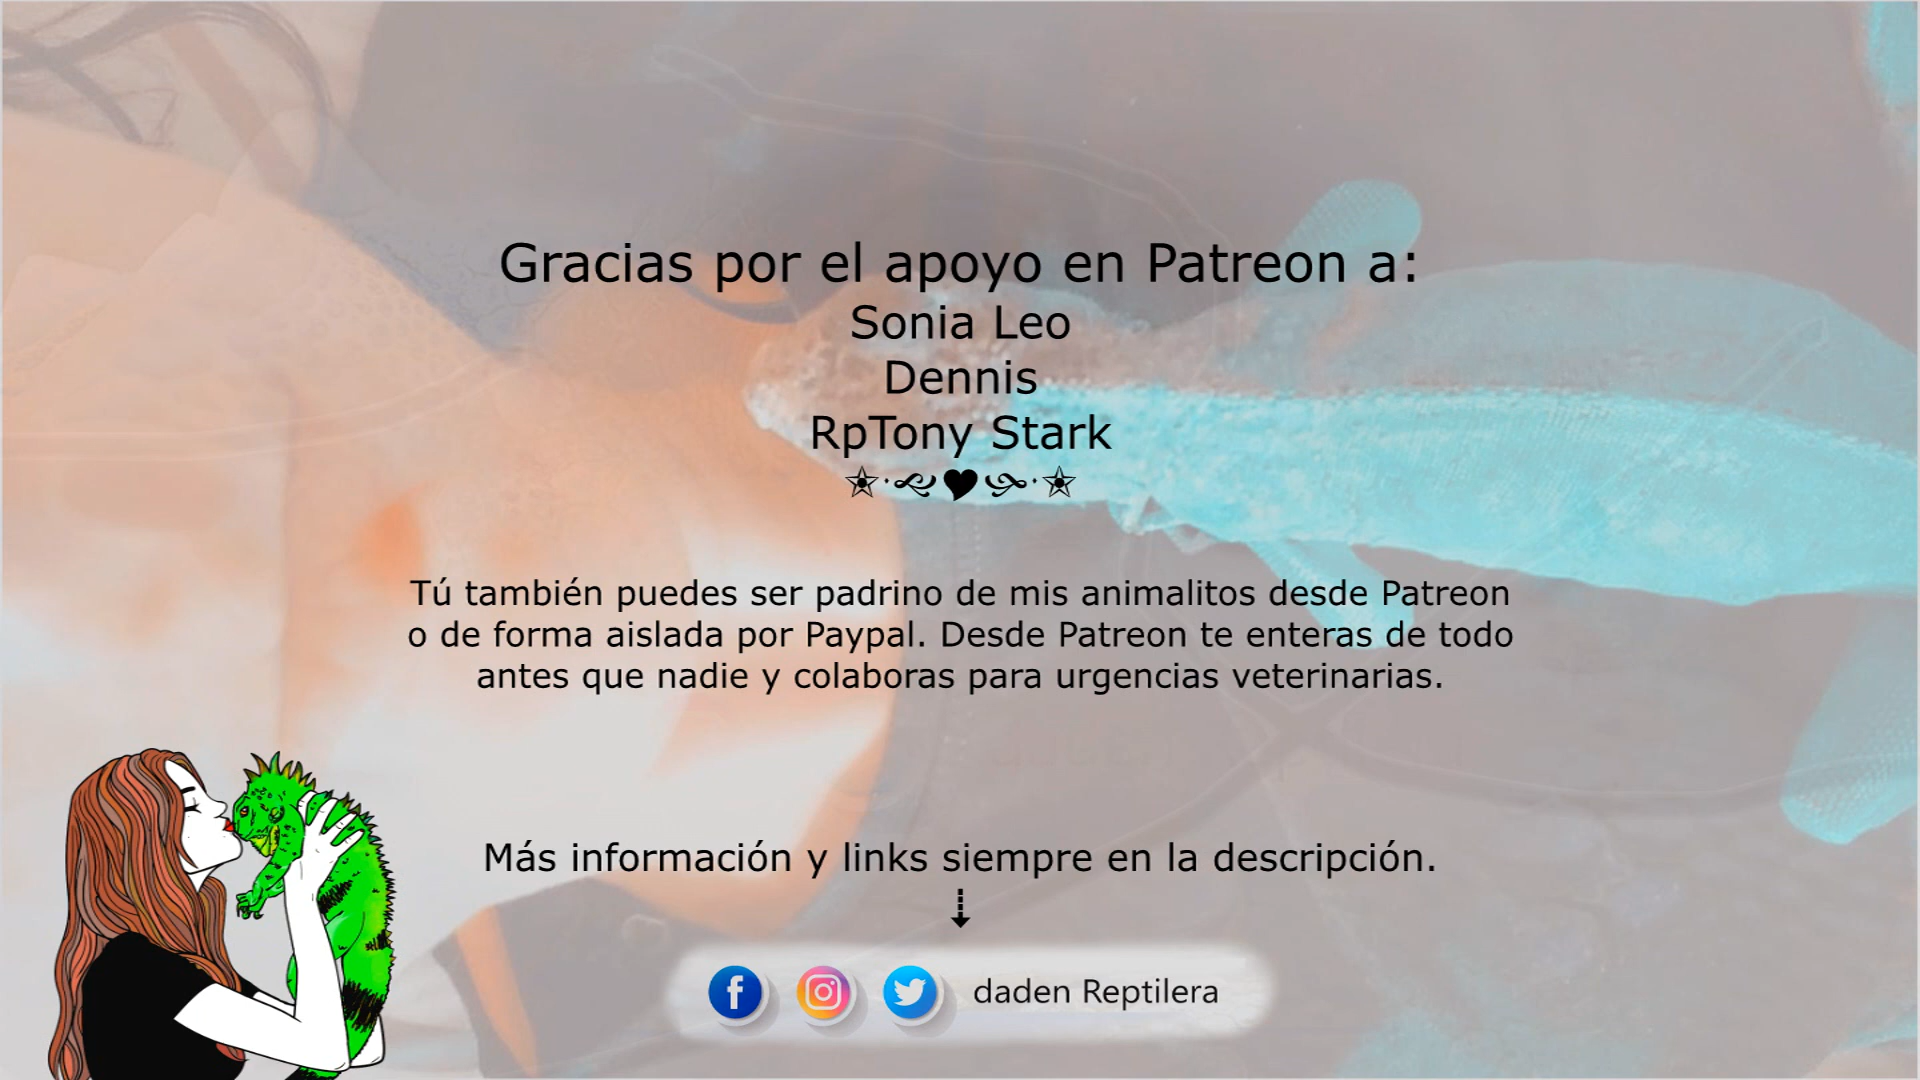 Gracias por el apoyo en Patreon a:
Sonia Leo
Dennis
RpTony Stark
Tú también puedes ser padrino de mis animalitos desde Patreon
o de forma aislada por Paypal. Desde Patreon te enteras de todo
antes que nadie y colaboras para urgencias veterinarias.
Más información y links siempre en la descripción.
daden Reptilera